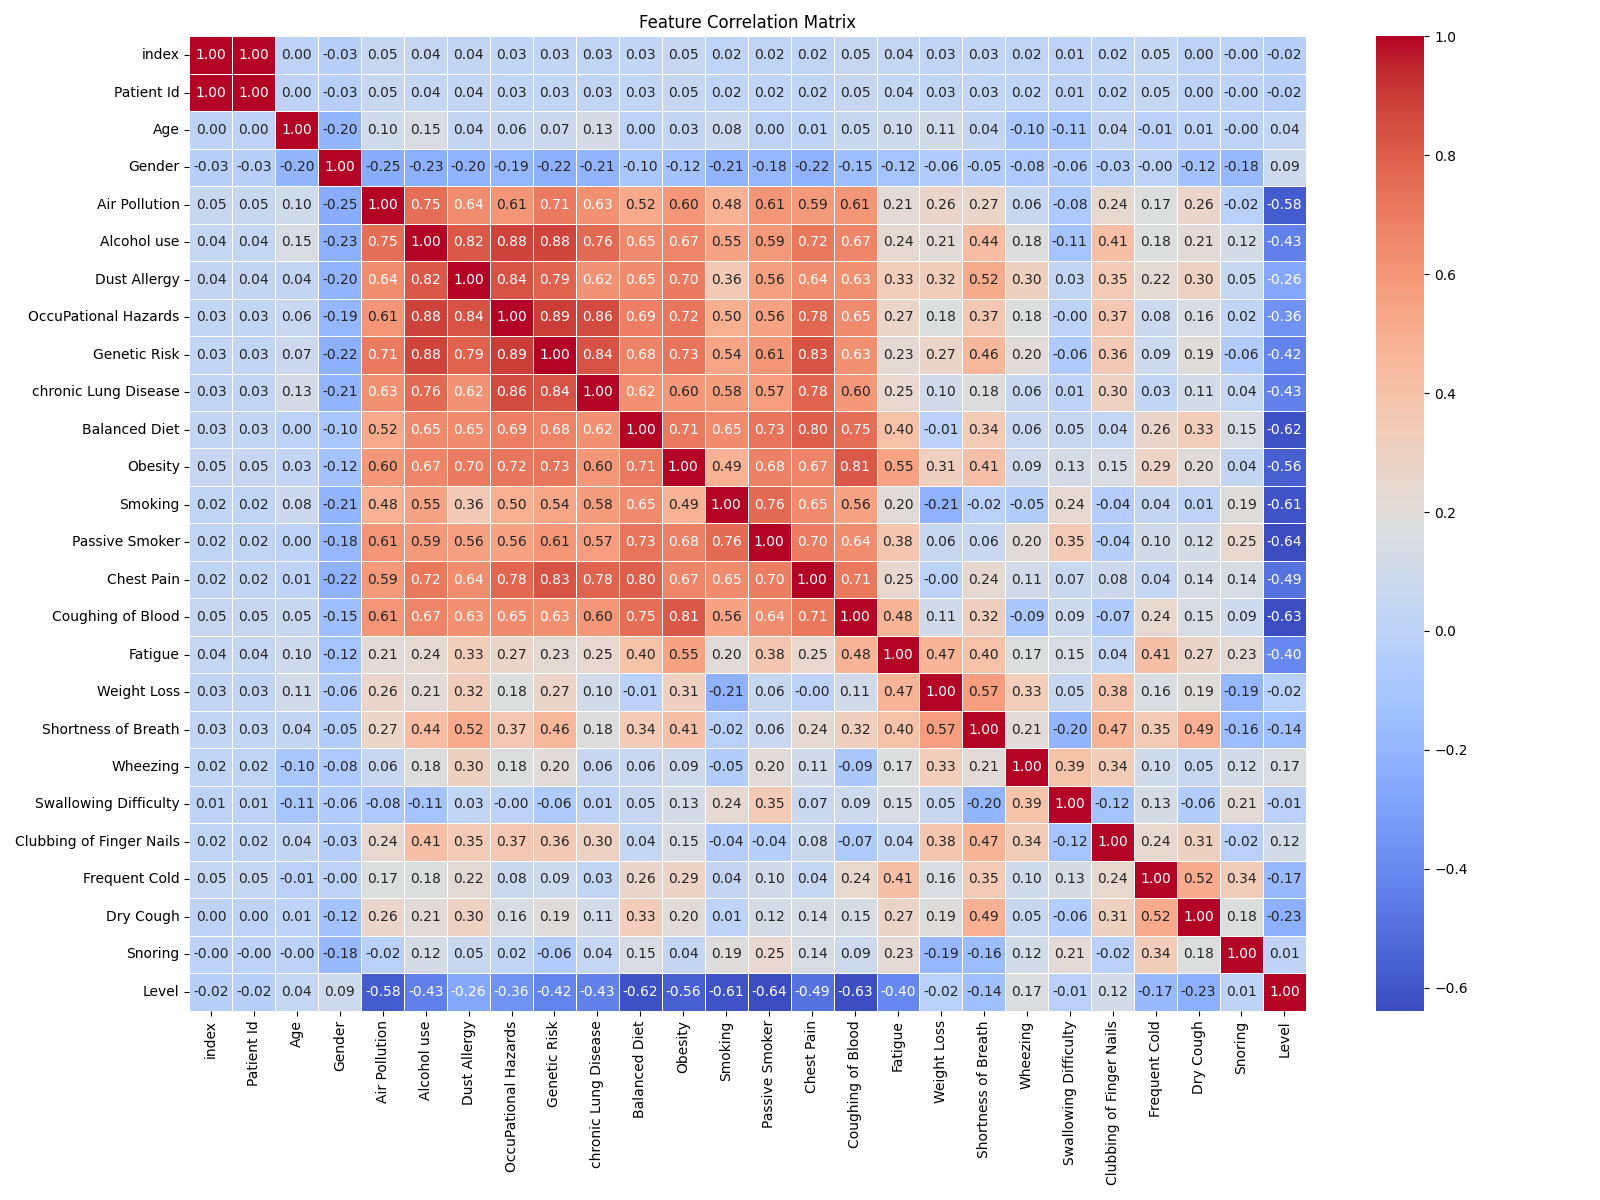 Feature Correlation Matrix
index 1.00 1.00 0.00 -0.03 0.05 0.04 0.04 0.03 0.03 0.03 0.03 0.05 0.02 0.02 0.02 0.05 0.04 0.03 0.03 0.02 0.01 0.02 0.05 0.00 -0.00 -0.02
Patient Id 1.00 1.00 0.00 -0.03 0.05 0.04 0.04 0.03 0.03 0.03 0.03 0.05 0.02 0.02 0.02 0.05 0.04 0.03 0.03 0.02 0.01 0.02 0.05 0.00 -0.00 -0.02
Age 0.00 0.00 1.00 -0.20 0.10 0.15 0.04 0.06 0.07 0.13 0.00 0.03 0.08 0.00 0.01 0.05 0.10 0.11 0.04 -0.10 -0.11 0.04 -0.01 0.01 -0.00 0.04
Gender -0.03 -0.03 -0.20 1.00 -0.25 -0.23 -0.20 -0.19 -0.22 -0.21 -0.10 -0.12 -0.21 -0.18 -0.22 -0.15 -0.12 -0.06 -0.05 -0.08 -0.06 -0.03 -0.00 -0.12 -0.18 0.09
Air Pollution 0.05 0.05 0.10 -0.25 1.00 0.75 0.64 0.61 0.71 0.63 0.52 0.60 0.48 0.61 0.59 0.61 0.21 0.26 0.27 0.06 -0.08 0.24 0.17 0.26 -0.02 -0.58
Alcohol use 0.04 0.04 0.15 -0.23 0.75 1.00 0.82 0.88 0.88 0.76 0.65 0.67 0.55 0.59 0.72 0.67 0.24 0.21 0.44 0.18 -0.11 0.41 0.18 0.21 0.12 -0.43
Dust Allergy 0.04 0.04 0.04 -0.20 0.64 0.82 1.00 0.84 0.79 0.62 0.65 0.70 0.36 0.56 0.64 0.63 0.33 0.32 0.52 0.30 0.03 0.35 0.22 0.30 0.05 -0.26
OccuPational Hazards 0.03 0.03 0.06 -0.19 0.61 0.88 0.84 1.00 0.89 0.86 0.69 0.72 0.50 0.56 0.78 0.65 0.27 0.18 0.37 0.18 -0.00 0.37 0.08 0.16 0.02 -0.36
Genetic Risk 0.03 0.03 0.07 -0.22 0.71 0.88 0.79 0.89 1.00 0.84 0.68 0.73 0.54 0.61 0.83 0.63 0.23 0.27 0.46 0.20 -0.06 0.36 0.09 0.19 -0.06 -0.42
chronic Lung Disease 0.03 0.03 0.13 -0.21 0.63 0.76 0.62 0.86 0.84 1.00 0.62 0.60 0.58 0.57 0.78 0.60 0.25 0.10 0.18 0.06 0.01 0.30 0.03 0.11 0.04 -0.43
Balanced Diet 0.03 0.03 0.00 -0.10 0.52 0.65 0.65 0.69 0.68 0.62 1.00 0.71 0.65 0.73 0.80 0.75 0.40 -0.01 0.34 0.06 0.05 0.04 0.26 0.33 0.15 -0.62
Obesity 0.05 0.05 0.03 -0.12 0.60 0.67 0.70 0.72 0.73 0.60 0.71 1.00 0.49 0.68 0.67 0.81 0.55 0.31 0.41 0.09 0.13 0.15 0.29 0.20 0.04 -0.56
Smoking 0.02 0.02 0.08 -0.21 0.48 0.55 0.36 0.50 0.54 0.58 0.65 0.49 1.00 0.76 0.65 0.56 0.20 -0.21 -0.02 -0.05 0.24 -0.04 0.04 0.01 0.19 -0.61
Passive Smoker 0.02 0.02 0.00 -0.18 0.61 0.59 0.56 0.56 0.61 0.57 0.73 0.68 0.76 1.00 0.70 0.64 0.38 0.06 0.06 0.20 0.35 -0.04 0.10 0.12 0.25 -0.64
Chest Pain 0.02 0.02 0.01 -0.22 0.59 0.72 0.64 0.78 0.83 0.78 0.80 0.67 0.65 0.70 1.00 0.71 0.25 -0.00 0.24 0.11 0.07 0.08 0.04 0.14 0.14 -0.49
Coughing of Blood 0.05 0.05 0.05 -0.15 0.61 0.67 0.63 0.65 0.63 0.60 0.75 0.81 0.56 0.64 0.71 1.00 0.48 0.11 0.32 -0.09 0.09 -0.07 0.24 0.15 0.09 -0.63
Fatigue 0.04 0.04 0.10 -0.12 0.21 0.24 0.33 0.27 0.23 0.25 0.40 0.55 0.20 0.38 0.25 0.48 1.00 0.47 0.40 0.17 0.15 0.04 0.41 0.27 0.23 -0.40
Weight Loss 0.03 0.03 0.11 -0.06 0.26 0.21 0.32 0.18 0.27 0.10 -0.01 0.31 -0.21 0.06 -0.00 0.11 0.47 1.00 0.57 0.33 0.05 0.38 0.16 0.19 -0.19 -0.02
Shortness of Breath 0.03 0.03 0.04 -0.05 0.27 0.44 0.52 0.37 0.46 0.18 0.34 0.41 -0.02 0.06 0.24 0.32 0.40 0.57 1.00 0.21 -0.20 0.47 0.35 0.49 -0.16 -0.14
Wheezing 0.02 0.02 -0.10 -0.08 0.06 0.18 0.30 0.18 0.20 0.06 0.06 0.09 -0.05 0.20 0.11 -0.09 0.17 0.33 0.21 1.00 0.39 0.34 0.10 0.05 0.12 0.17
Swallowing Difficulty 0.01 0.01 -0.11 -0.06 -0.08 -0.11 0.03 -0.00 -0.06 0.01 0.05 0.13 0.24 0.35 0.07 0.09 0.15 0.05 -0.20 0.39 1.00 -0.12 0.13 -0.06 0.21 -0.01
Clubbing of Finger Nails 0.02 0.02 0.04 -0.03 0.24 0.41 0.35 0.37 0.36 0.30 0.04 0.15 -0.04 -0.04 0.08 -0.07 0.04 0.38 0.47 0.34 -0.12 1.00 0.24 0.31 -0.02 0.12
Frequent Cold 0.05 0.05 -0.01 -0.00 0.17 0.18 0.22 0.08 0.09 0.03 0.26 0.29 0.04 0.10 0.04 0.24 0.41 0.16 0.35 0.10 0.13 0.24 1.00 0.52 0.34 -0.17
Dry Cough 0.00 0.00 0.01 -0.12 0.26 0.21 0.30 0.16 0.19 0.11 0.33 0.20 0.01 0.12 0.14 0.15 0.27 0.19 0.49 0.05 -0.06 0.31 0.52 1.00 0.18 -0.23
Snoring -0.00 -0.00 -0.00 -0.18 -0.02 0.12 0.05 0.02 -0.06 0.04 0.15 0.04 0.19 0.25 0.14 0.09 0.23 -0.19 -0.16 0.12 0.21 -0.02 0.34 0.18 1.00 0.01
Level -0.02 -0.02 0.04 0.09 -0.58 -0.43 -0.26 -0.36 -0.42 -0.43 -0.62 -0.56 -0.61 -0.64 -0.49 -0.63 -0.40 -0.02 -0.14 0.17 -0.01 0.12 -0.17 -0.23 0.01 1.00
index
Patient Id
Age
Gender
Air Pollution
Alcohol use
Dust Allergy
OccuPational Hazards
Genetic Risk
chronic Lung Disease
Balanced Diet
Obesity
Smoking
Passive Smoker
Chest Pain
Coughing of Blood
Fatigue
Weight Loss
Shortness of Breath
Wheezing
Swallowing Difficulty
Clubbing of Finger Nails
Frequent Cold
Dry Cough
Snoring
Level
1.0
0.8
0.6
0.4
0.2
0.0
−0.2
−0.4
−0.6